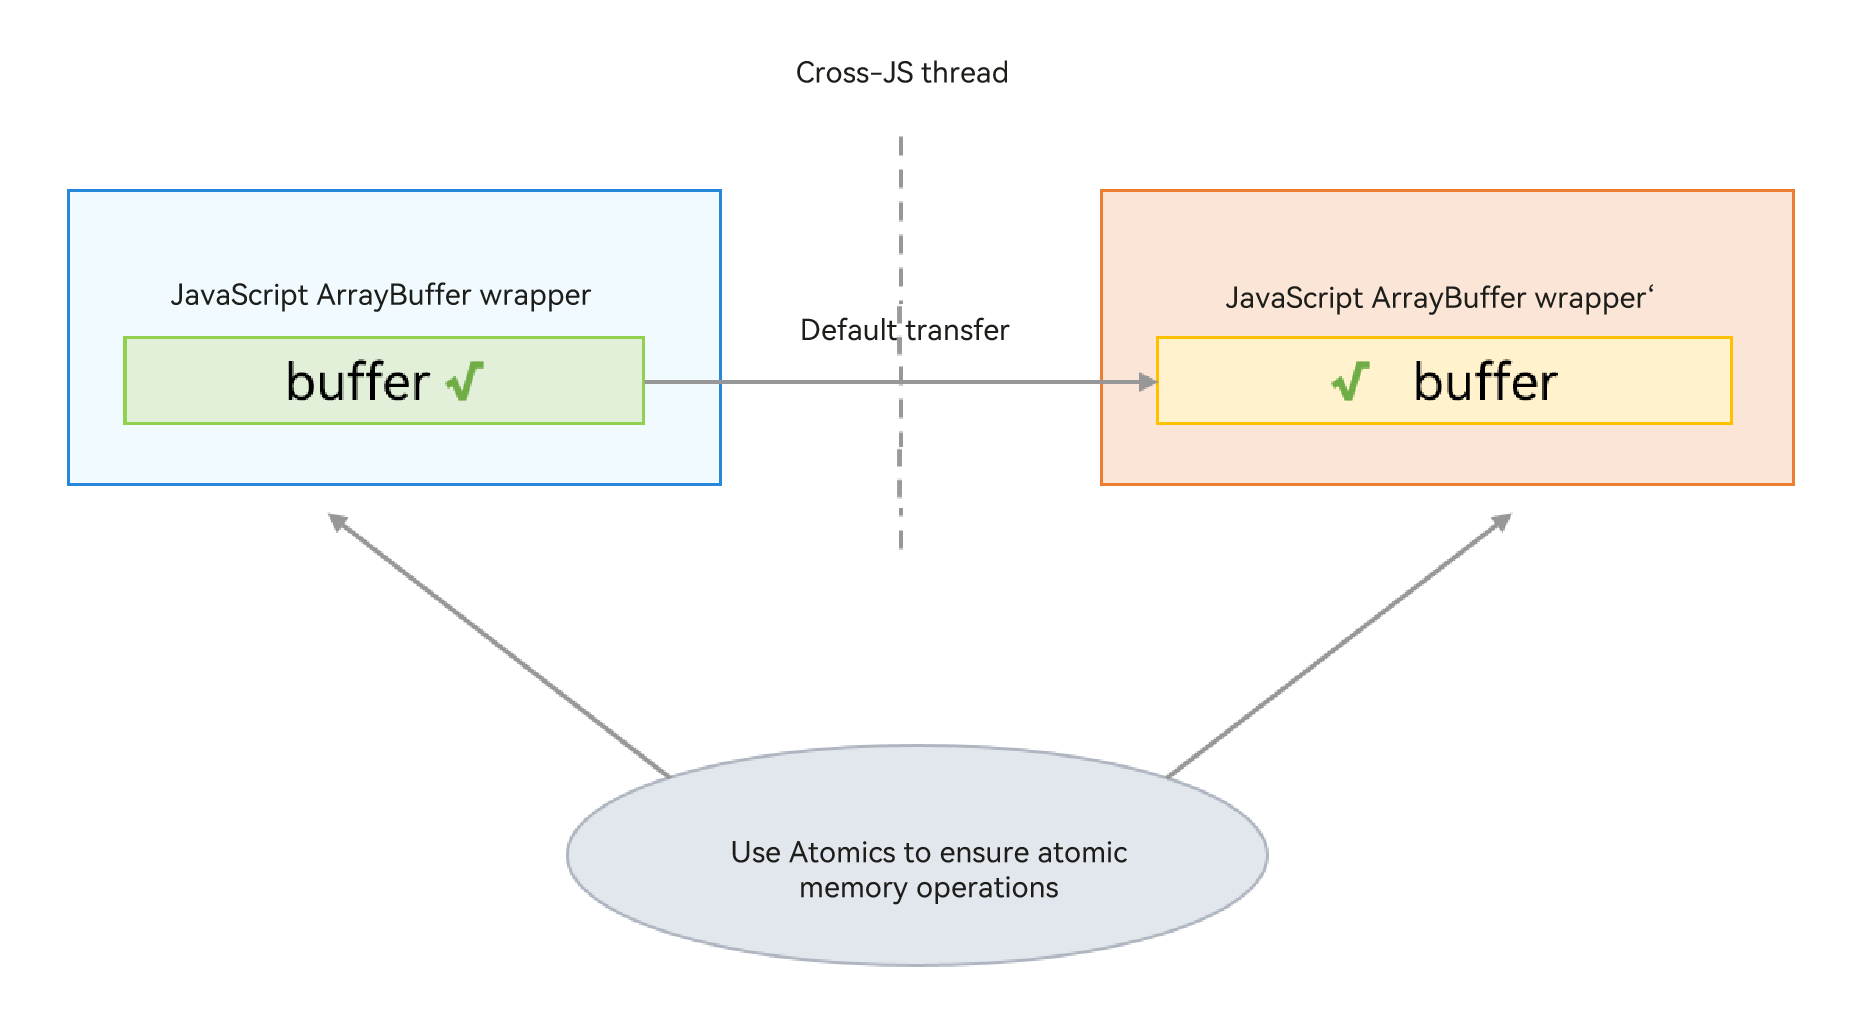 Cross-JS thread
JavaScript ArrayBuffer wrapper
JavaScript ArrayBuffer wrapper‘
Default transfer
buffer √
√ buffer
Use Atomics to ensure atomic
memory operations